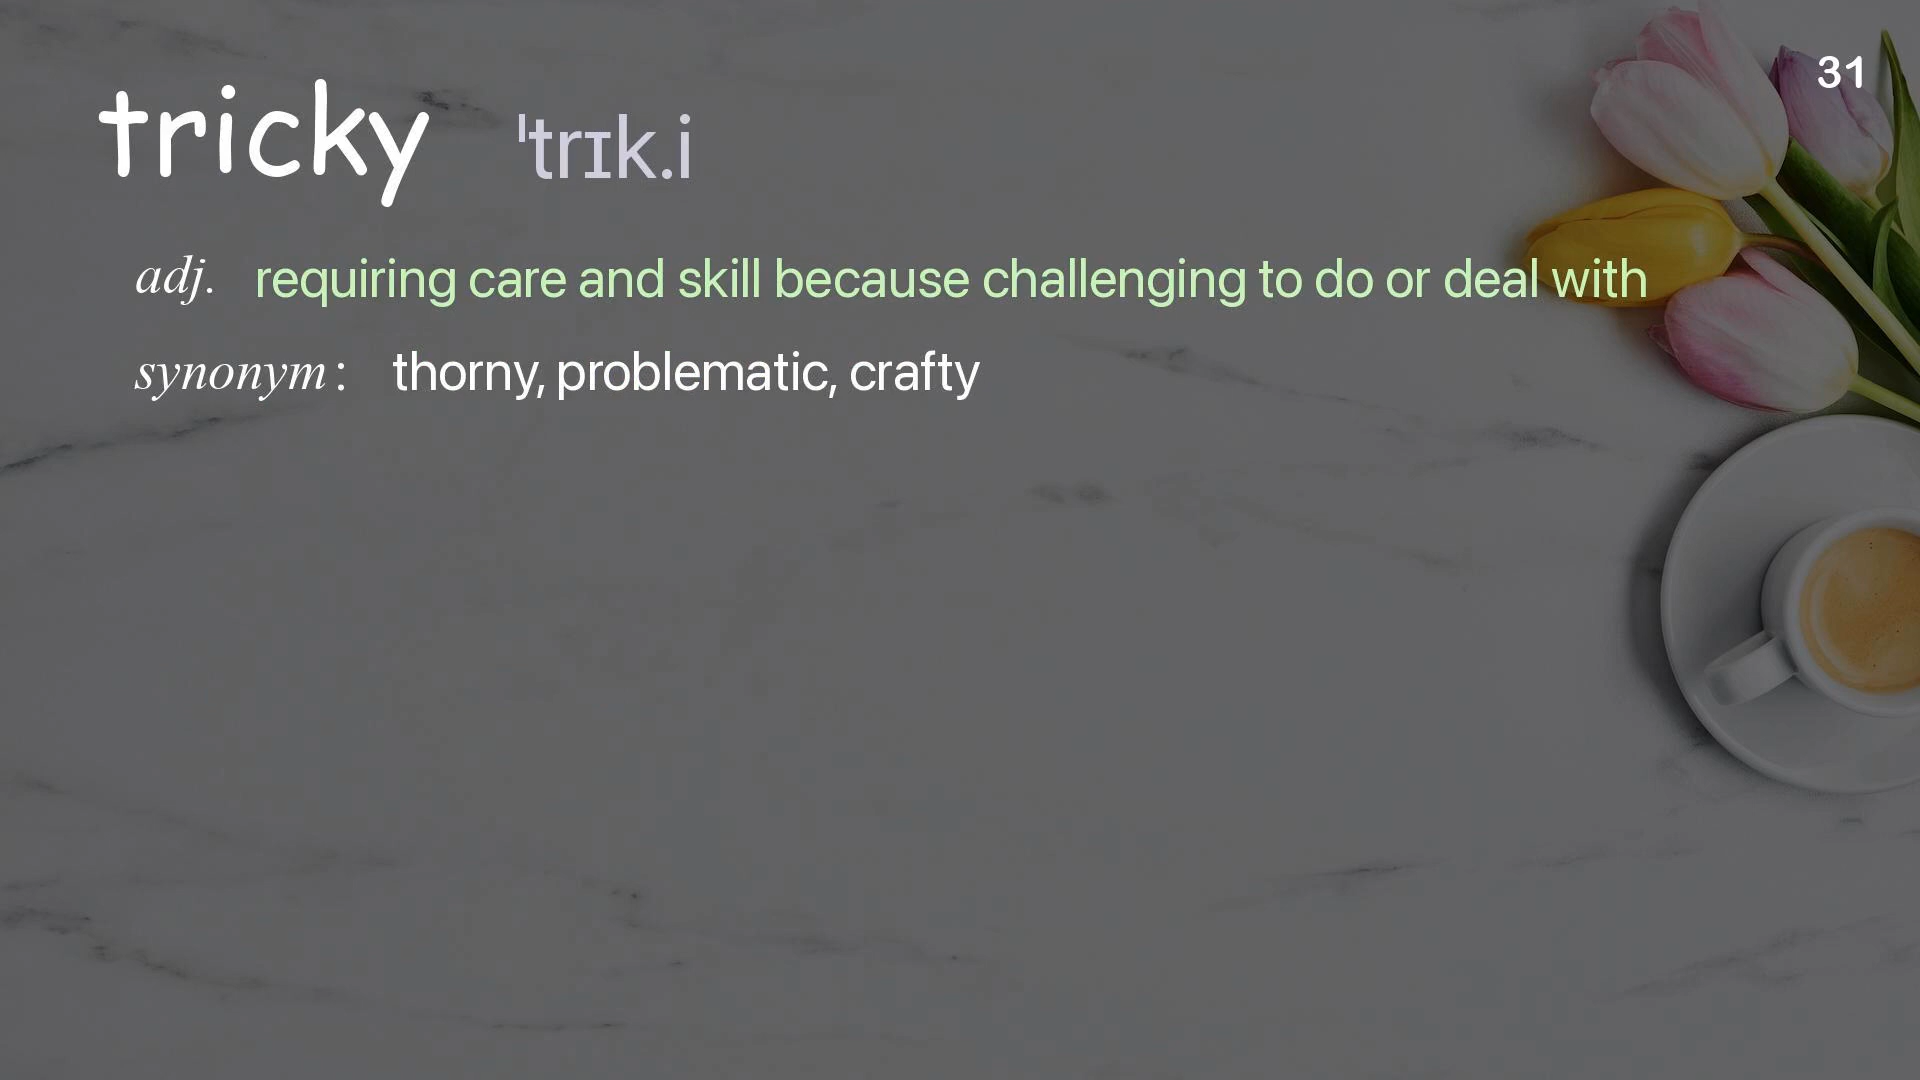 31
tricky ˈtrɪk.i
adj. requiring care and skill because challenging to do or deal with
synonym: thorny, problematic, crafty